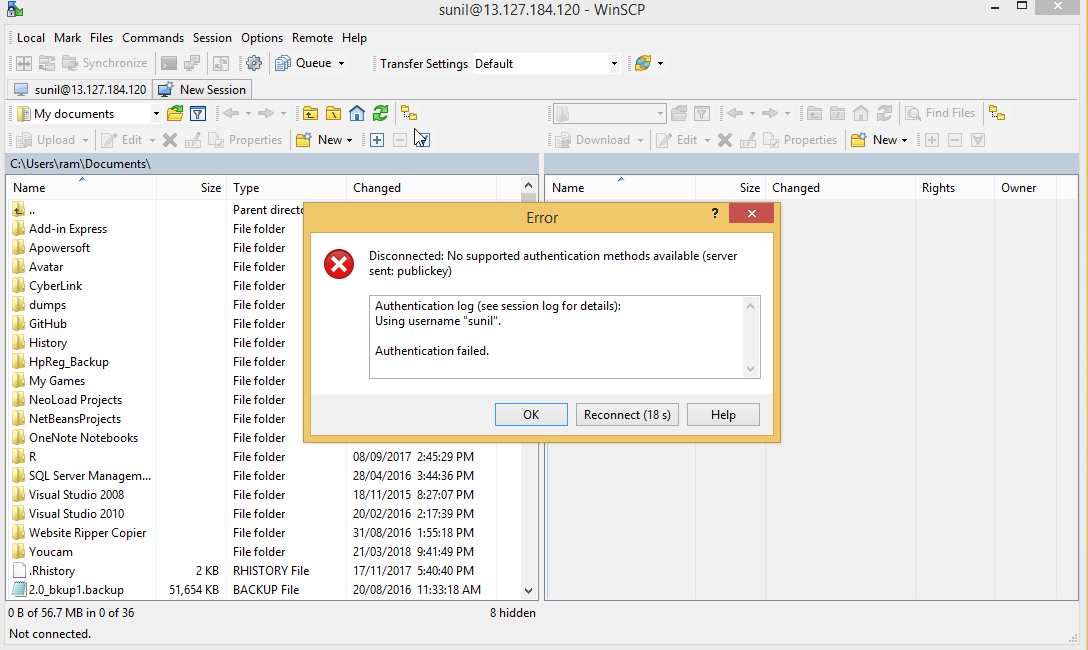 sunil@13.127.184.120 - WinSCP
Local Mark Files Commands Session Options Remote Help
Synchronize Queue Transfer Settings Default
sunil@13.127.184.120 New Session
My documents Find Files
Upload Edit Properties New Download Edit Properties New
C:\Users\ram\Documents\
Name Size Type Changed Name Size Changed Rights Owner
.. Parent directo
Add-in Express File folder
Apowersoft File folder
Avatar File folder
CyberLink File folder
dumps File folder
GitHub File folder
History File folder
HpReg_Backup File folder
My Games File folder
NeoLoad Projects File folder
NetBeansProjects File folder
OneNote Notebooks File folder
R File folder 08/09/2017 2:45:29 PM
SQL Server Managem... File folder 28/04/2016 3:44:36 PM
Visual Studio 2008 File folder 18/11/2015 8:27:07 PM
Visual Studio 2010 File folder 20/02/2016 2:17:39 PM
Website Ripper Copier File folder 31/08/2016 1:55:18 PM
Youcam File folder 21/03/2018 9:41:49 PM
.Rhistory 2 KB RHISTORY File 17/11/2017 5:40:40 PM
2.0_bkup1.backup 51,654 KB BACKUP File 20/08/2016 11:33:18 AM
Error ?
Disconnected: No supported authentication methods available (server
sent: publickey)
Authentication log (see session log for details):
Using username "sunil".
Authentication failed.
OK Reconnect (18 s) Help
0 B of 56.7 MB in 0 of 36 8 hidden
Not connected.